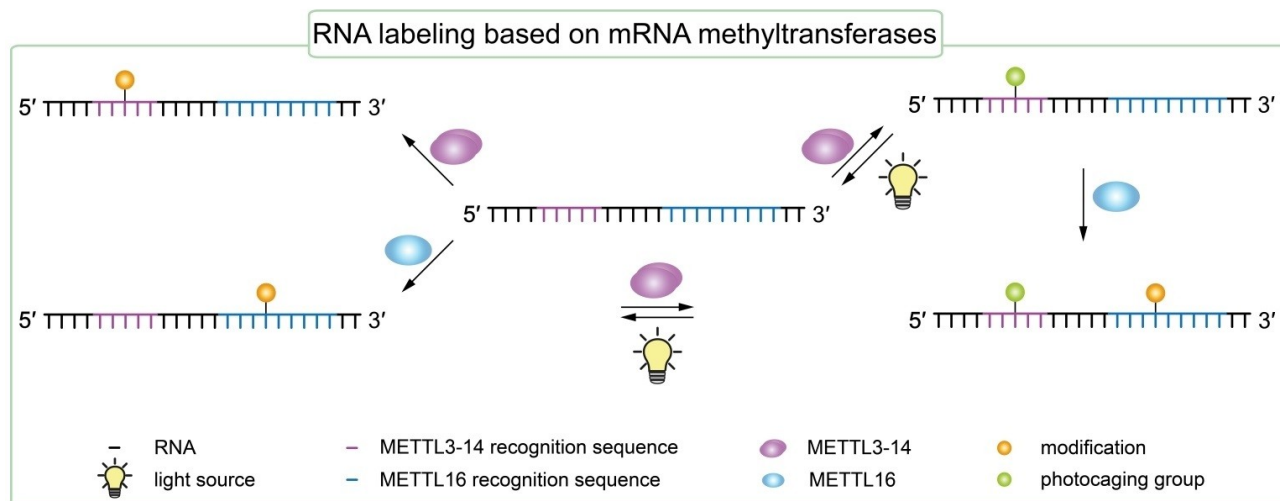 RNA labeling based on mRNA methyltransferases
5′ 3′
5′ 3′
5′ 3′
5′ 3′
5′ 3′
RNA
METTL3-14 recognition sequence
METTL3-14
modification
light source
METTL16 recognition sequence
METTL16
photocaging group